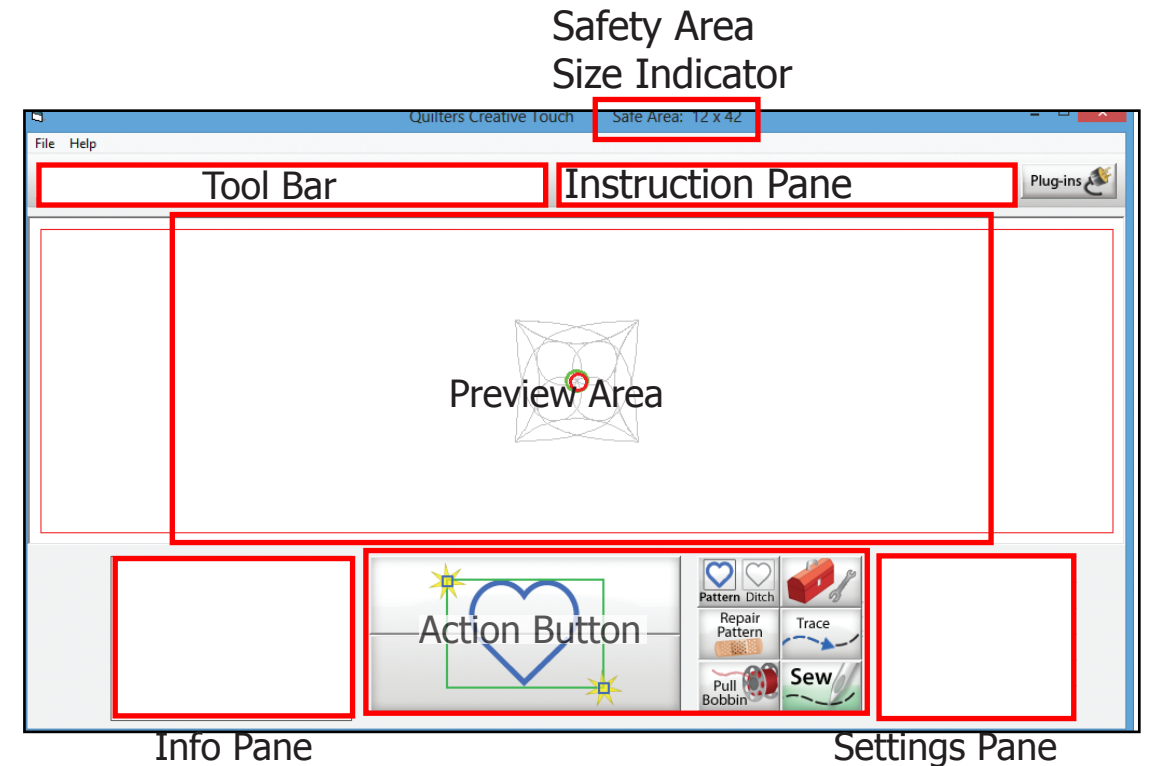 Safety Area
Size Indicator
Quilters Creative Touch Safe Area: 12 x 42
File Help
Tool Bar
Instruction Pane
Plug-ins
Preview Area
Action Button
Pattern Ditch
Repair
Pattern
Trace
Pull
Bobbin
Sew
Info Pane
Settings Pane